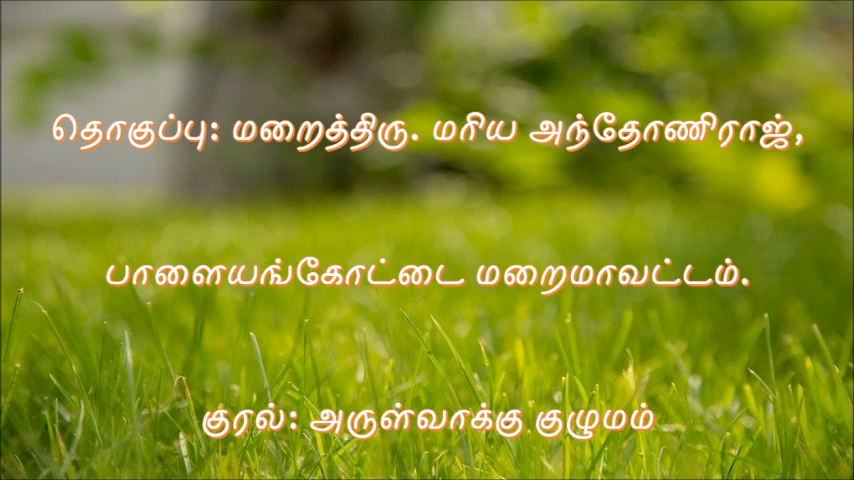 தொகுப்பு: மறைத்திரு. மரிய அந்தோணிராஜ்,
பாளையங்கோட்டை மறைமாவட்டம்.
குரல்: அருள்வாக்கு குழுமம்